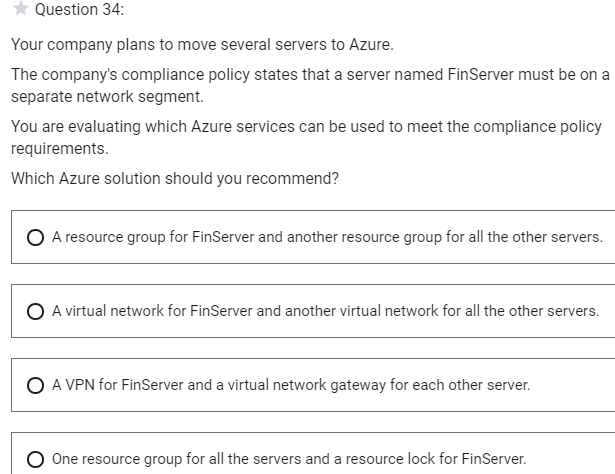 Question 34:
Your company plans to move several servers to Azure.
The company's compliance policy states that a server named FinServer must be on a
separate network segment.
You are evaluating which Azure services can be used to meet the compliance policy
requirements.
Which Azure solution should you recommend?
A resource group for FinServer and another resource group for all the other servers.
A virtual network for FinServer and another virtual network for all the other servers.
A VPN for FinServer and a virtual network gateway for each other server.
One resource group for all the servers and a resource lock for FinServer.